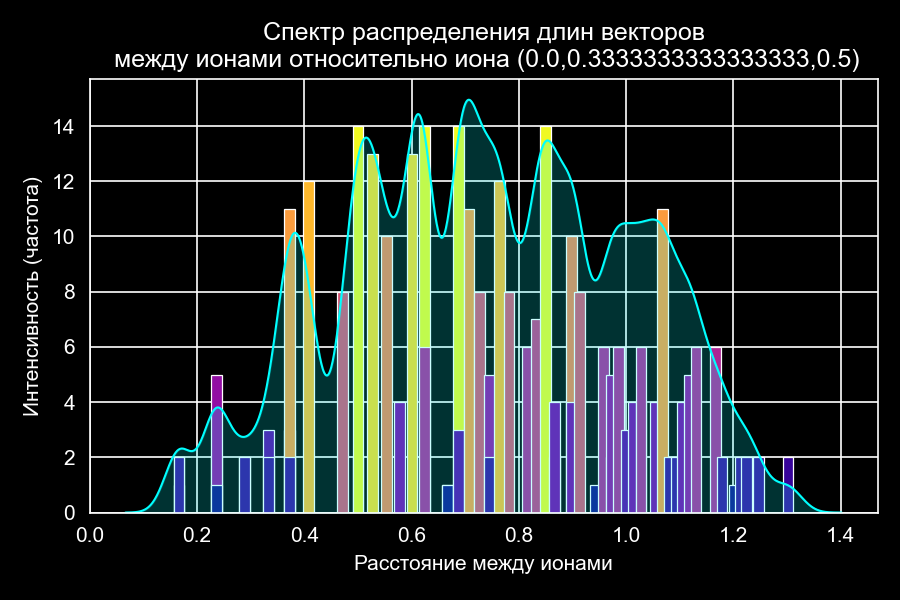 Спектр распределения длин векторов
между ионами относительно иона (0.0,0.3333333333333333,0.5)
Интенсивность (частота)
14
12
10
8
6
4
2
0
0.0 0.2 0.4 0.6 0.8 1.0 1.2 1.4
Расстояние между ионами